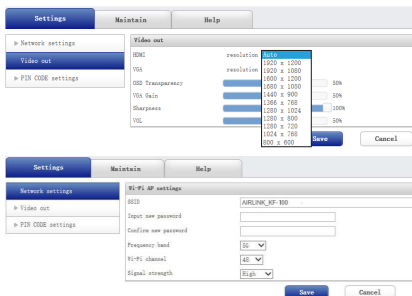 Settings
Maintain
Help
Network settings
Video out
PIN CODE settings
Video out
HDMI resolution Auto
1920 x 1200
1920 x 1080
1600 x 1200
1680 x 1050
1440 x 900
1366 x 768
1280 x 1024
1280 x 800
1280 x 720
1024 x 768
800 x 600
VGA resolution
OSD Transparency 50%
VGA Gain 50%
Sharpness 100%
VOL 50%
Save
Cancel
Settings
Maintain
Help
Network settings
Video out
PIN CODE settings
Wi-Fi AP settings
SSID AIRLINK_KF-100
Input new password
Confirm new password
Frequency band 5G
Wi-Fi channel 48
Signal strength High
Save
Cancel